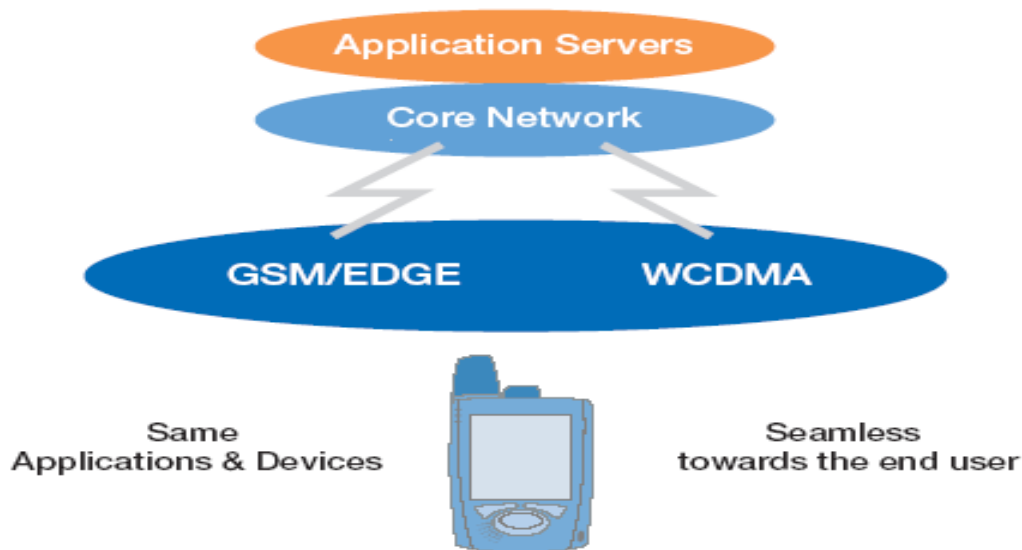 Application Servers
Core Network
GSM/EDGE WCDMA
Same
Applications & Devices
Seamless
towards the end user